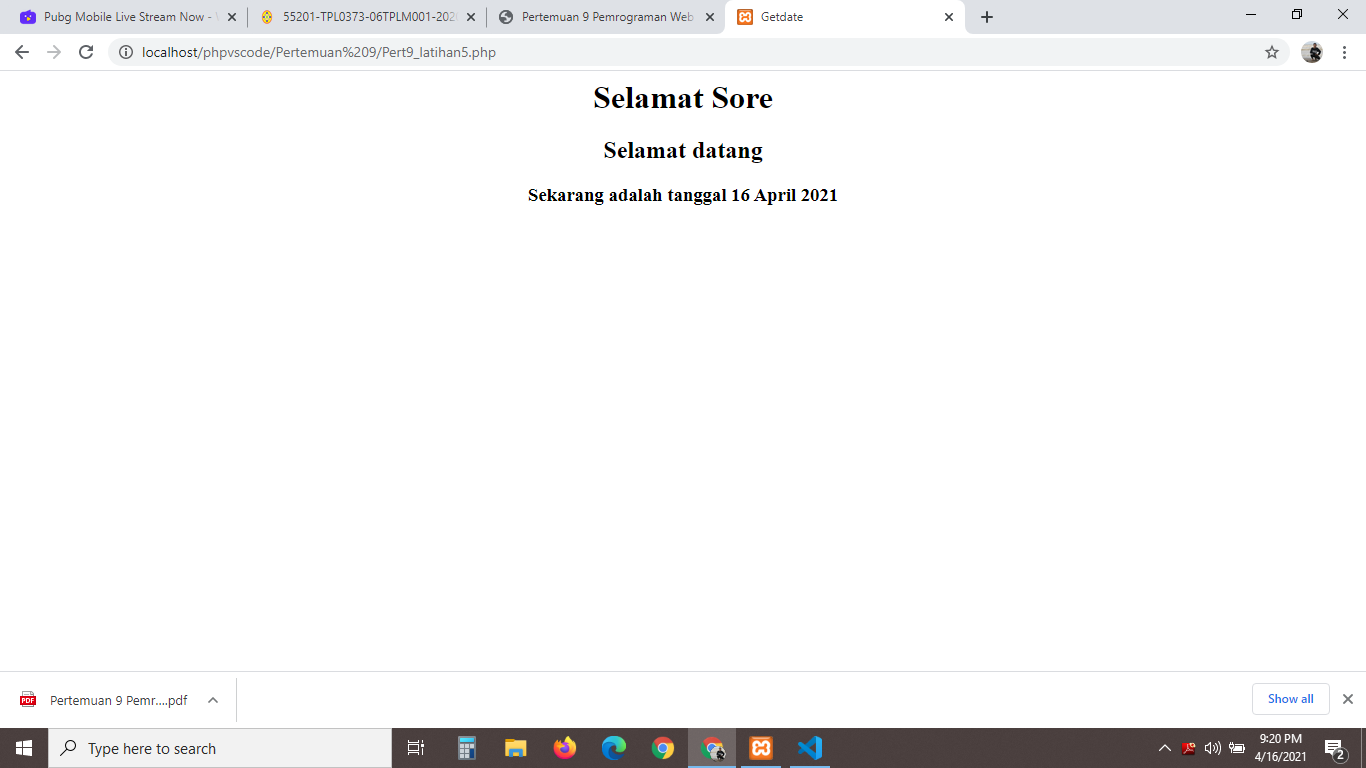 Pubg Mobile Live Stream Now -
55201-TPL0373-06TPLM001-202
Pertemuan 9 Pemrograman Web
Getdate
localhost/phpvscode/Pertemuan%209/Pert9_latihan5.php
Selamat Sore
Selamat datang
Sekarang adalah tanggal 16 April 2021
PDF
Pertemuan 9 Pemr....pdf
Show all
Type here to search
9:20 PM
4/16/2021
2